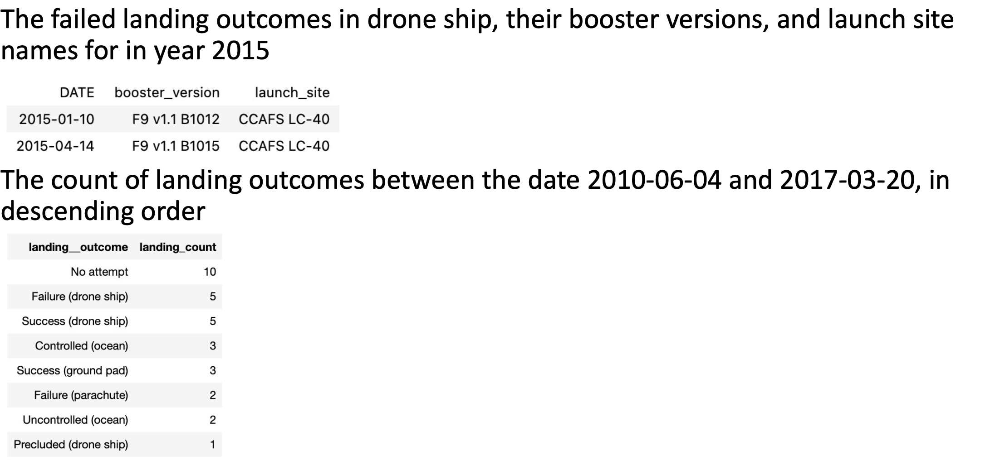 The failed landing outcomes in drone ship, their booster versions, and launch site
names for in year 2015
DATE booster_version launch_site
2015-01-10 F9 v1.1 B1012 CCAFS LC-40
2015-04-14 F9 v1.1 B1015 CCAFS LC-40
The count of landing outcomes between the date 2010-06-04 and 2017-03-20, in
descending order
landing__outcome landing_count
No attempt 10
Failure (drone ship) 5
Success (drone ship) 5
Controlled (ocean) 3
Success (ground pad) 3
Failure (parachute) 2
Uncontrolled (ocean) 2
Precluded (drone ship) 1